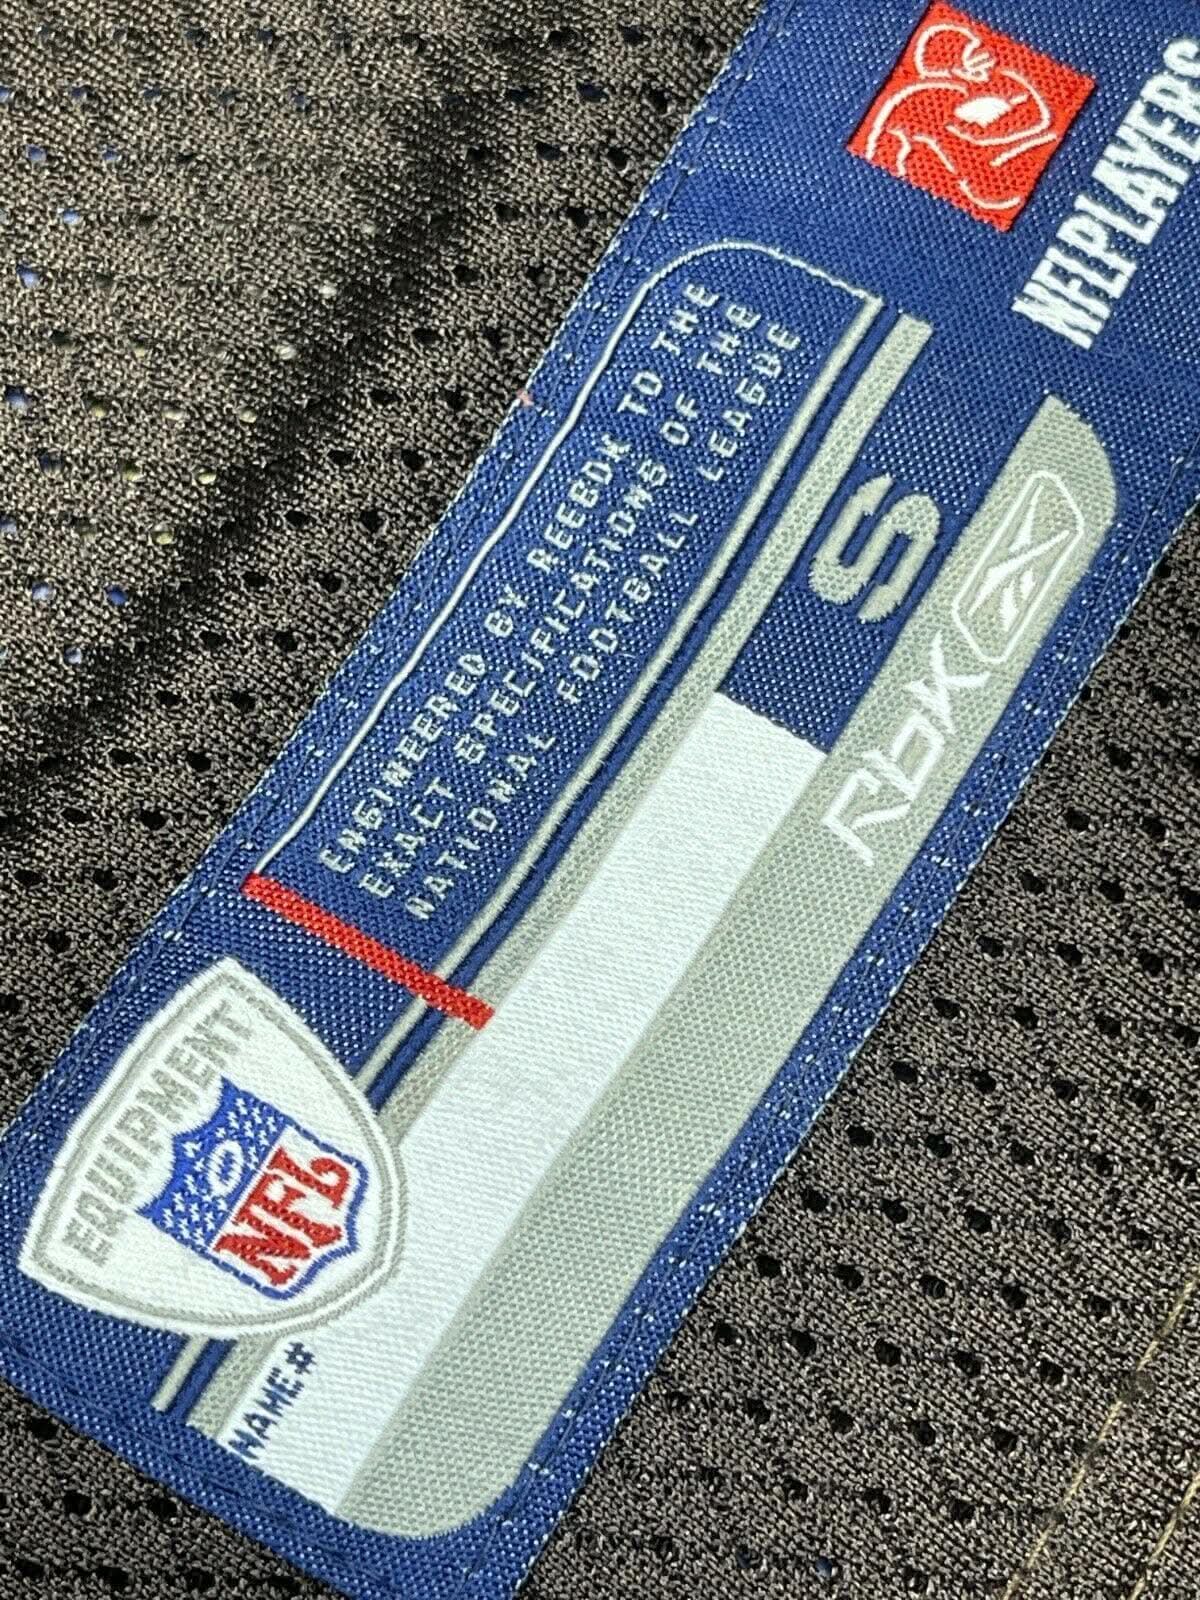 NFLPLAYERS
ENGINEERED BY REEBOK TO THE
EXACT SPECIFICATIONS OF THE
NATIONAL FOOTBALL LEAGUE
S
RbK
EQUIPMENT
NFL
NAME#